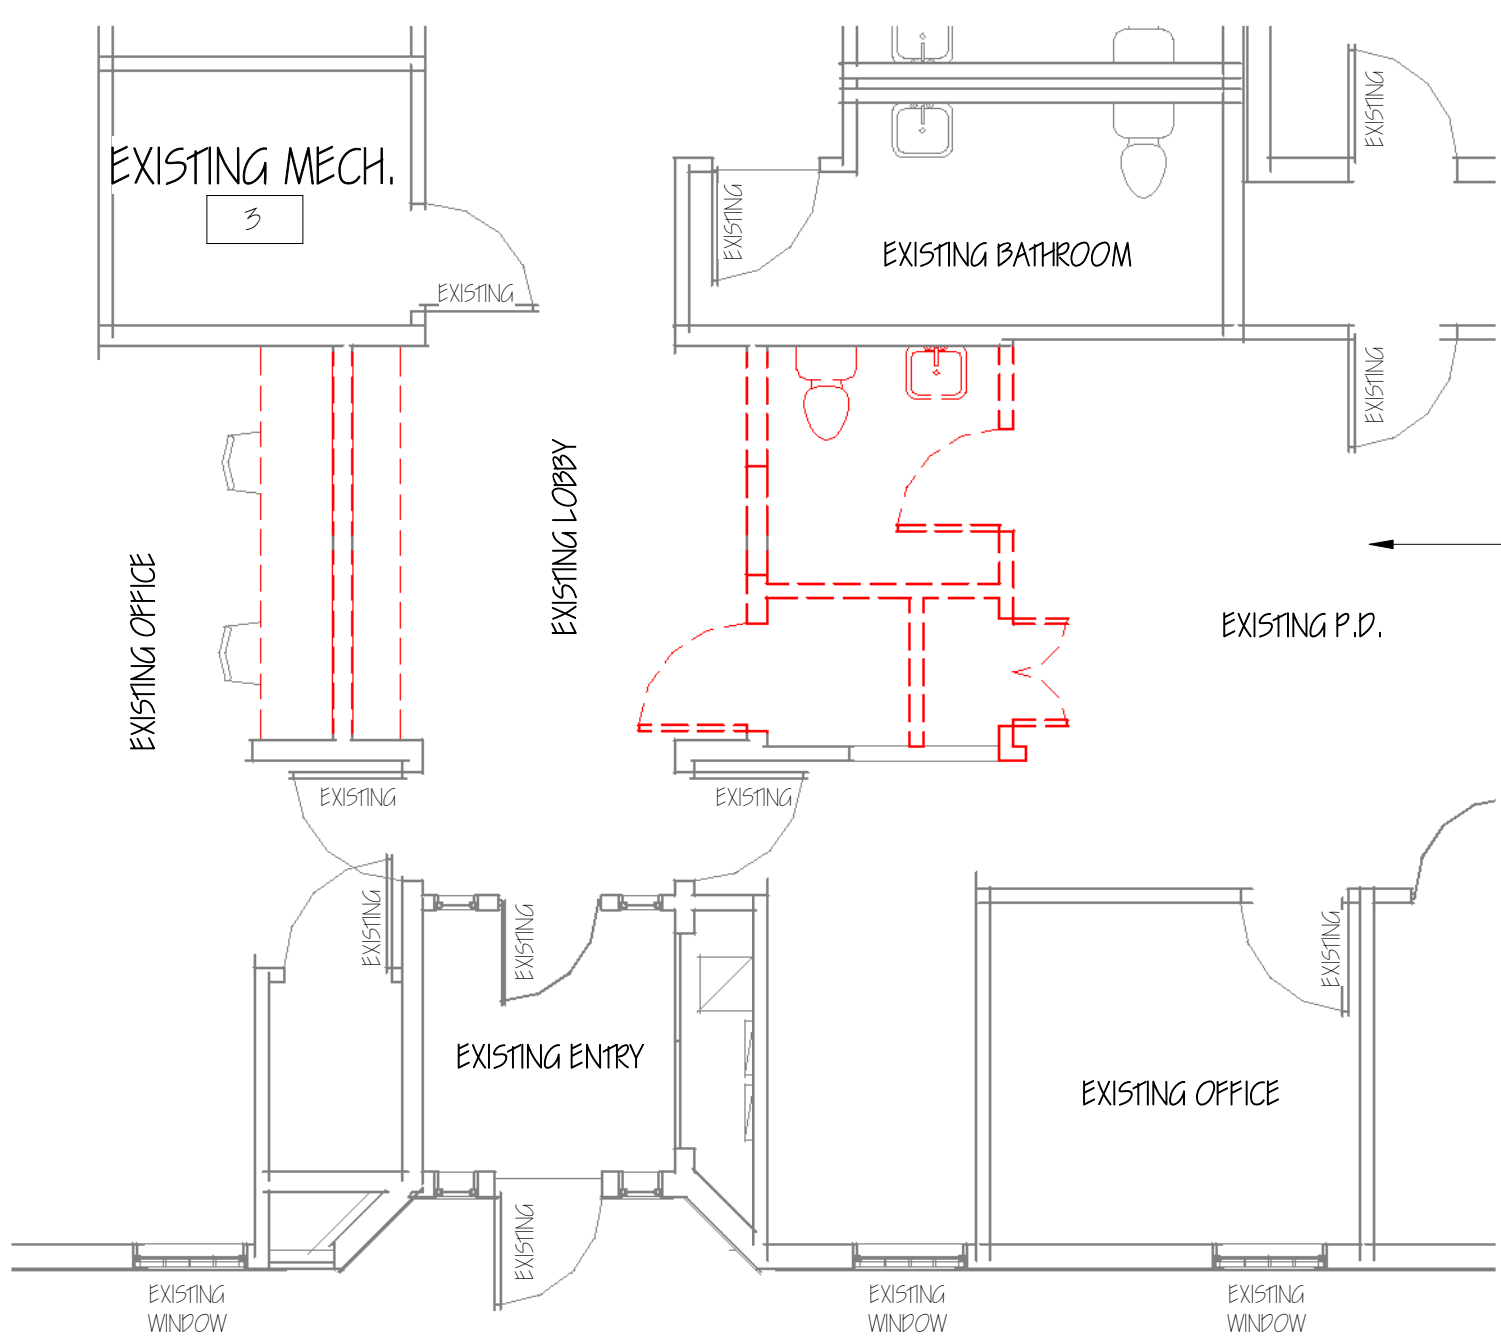 EXISTING
EXISTING MECH.
3
EXISTING
EXISTING BATHROOM
EXISTING
EXISTING
EXISTING LOBBY
EXISTING OFFICE
EXISTING P.D.
EXISTING
EXISTING
EXISTING
EXISTING
EXISTING
EXISTING ENTRY
EXISTING OFFICE
EXISTING
EXISTING
WINDOW
EXISTING
WINDOW
EXISTING
WINDOW